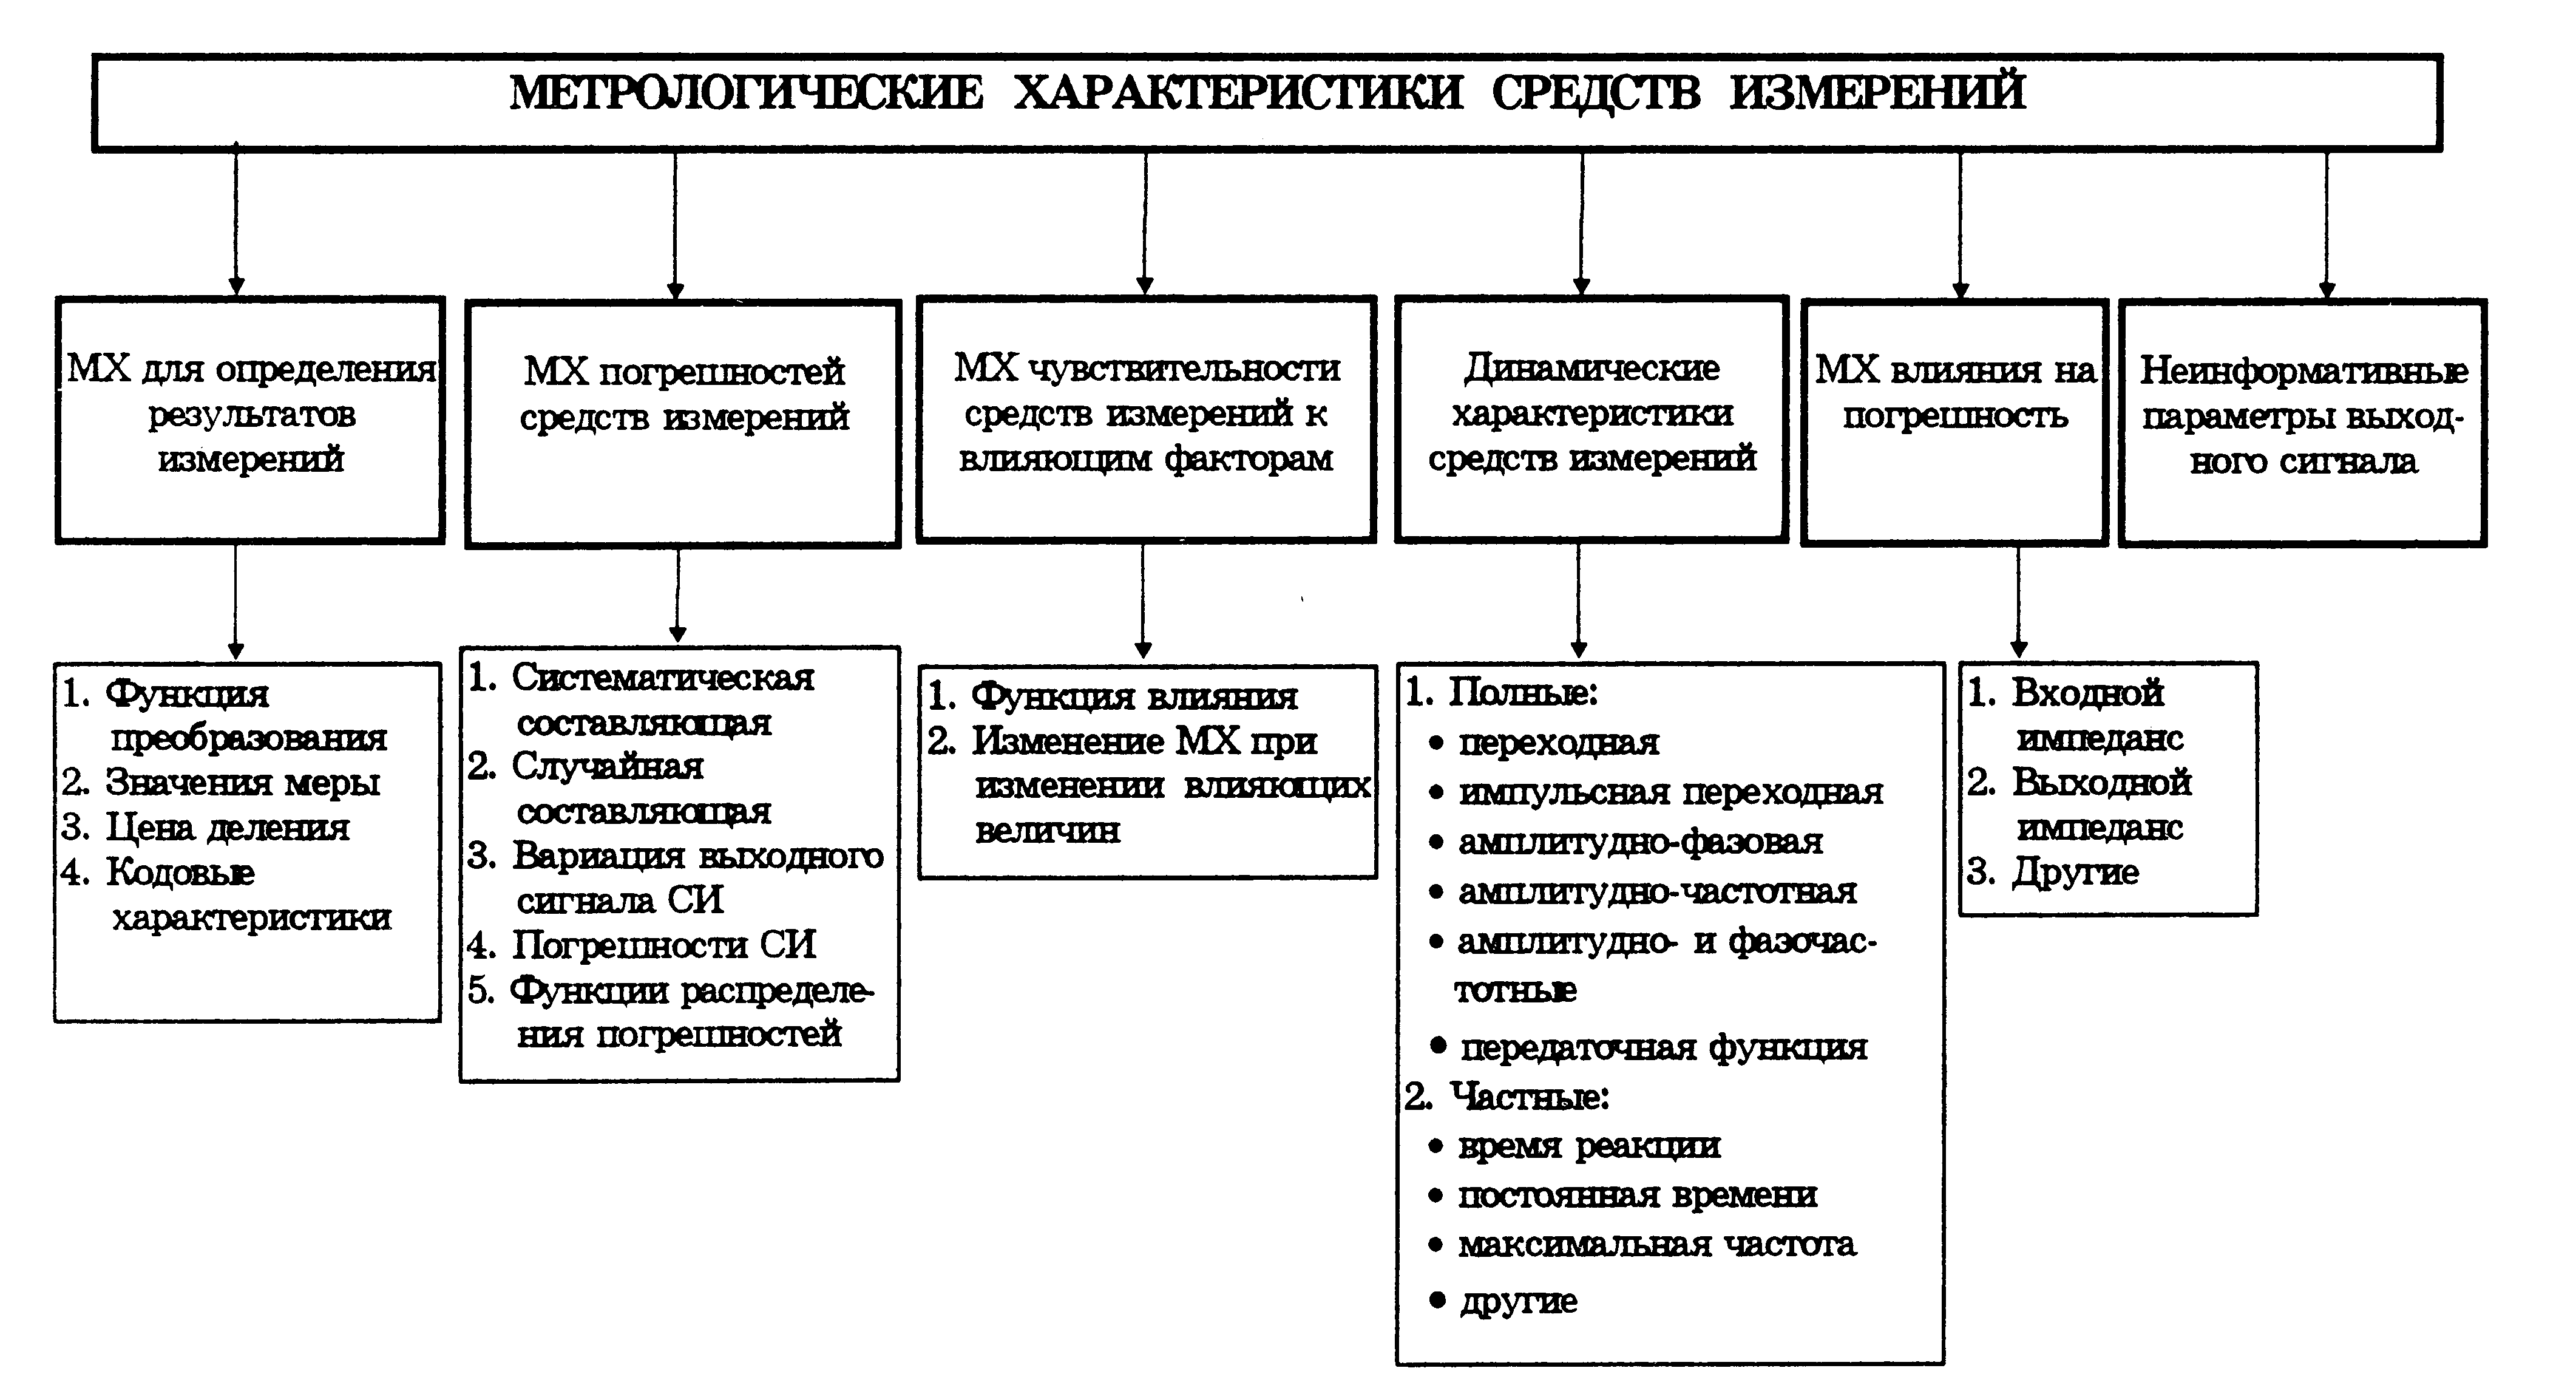 МЕТРОЛОГИЧЕСКИЕ ХАРАКТЕРИСТИКИ СРЕДСТВ ИЗМЕРЕНИЙ
МХ для определения
результатов
измерений
МХ погрешностей
средств измерений
МХ чувствительности
средств измерений к
влияющим факторам
Динамические
характеристики
средств измерений
МХ влияния на
погрешность
Неинформативные
параметры выход-
ного сигнала
1. Функция
преобразования
2. Значения меры
3. Цена деления
4. Кодовые
характеристики
1. Систематическая
составляющая
2. Случайная
составляющая
3. Вариация выходного
сигнала СИ
4. Погрешности СИ
5. Функции распределе-
ния погрешностей
1. Функция влияния
2. Изменение МХ при
изменении влияющих
величин
1. Полные:
• переходная
• импульсная переходная
• амплитудно-фазовая
• амплитудно-частотная
• амплитудно- и фазочас-
тотные
• передаточная функция
2. Частные:
• время реакции
• постоянная времени
• максимальная частота
• другие
1. Входной
импеданс
2. Выходной
импеданс
3. Другие